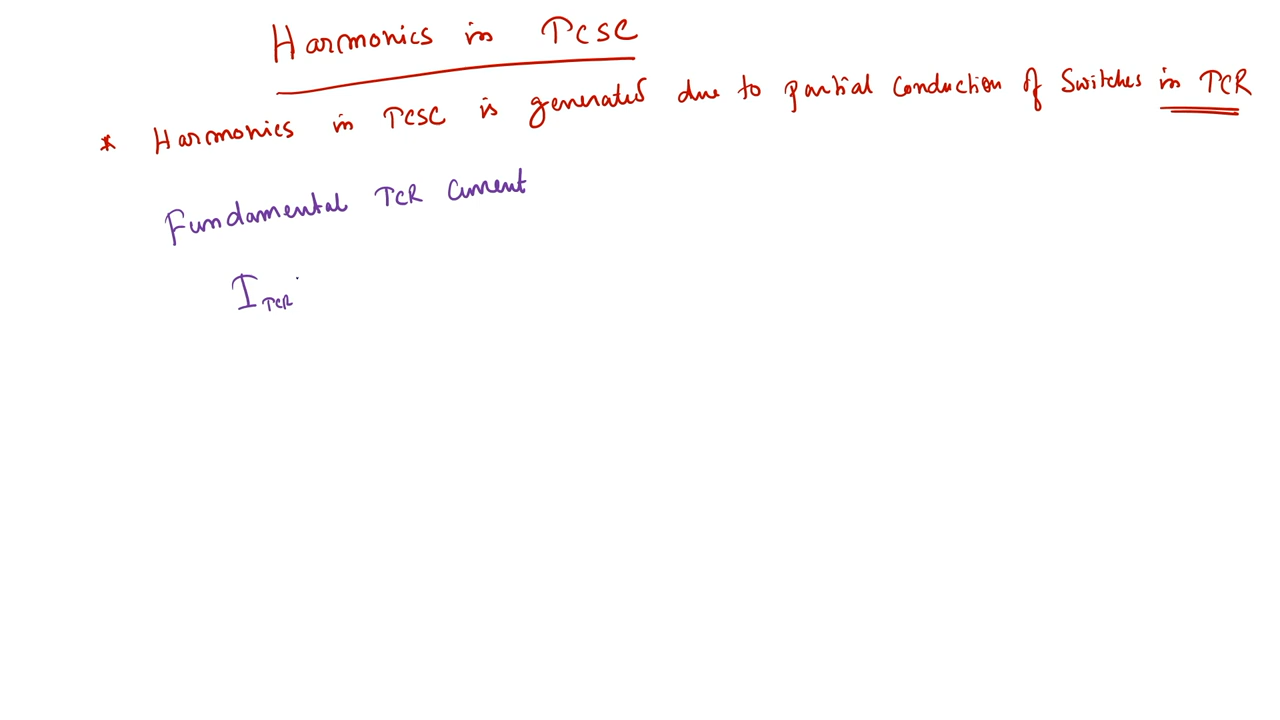 Harmonics in TCSC
* Harmonics in TCSC is generated due to partial conduction of switches in TCR
Fundamental TCR current
I TCR